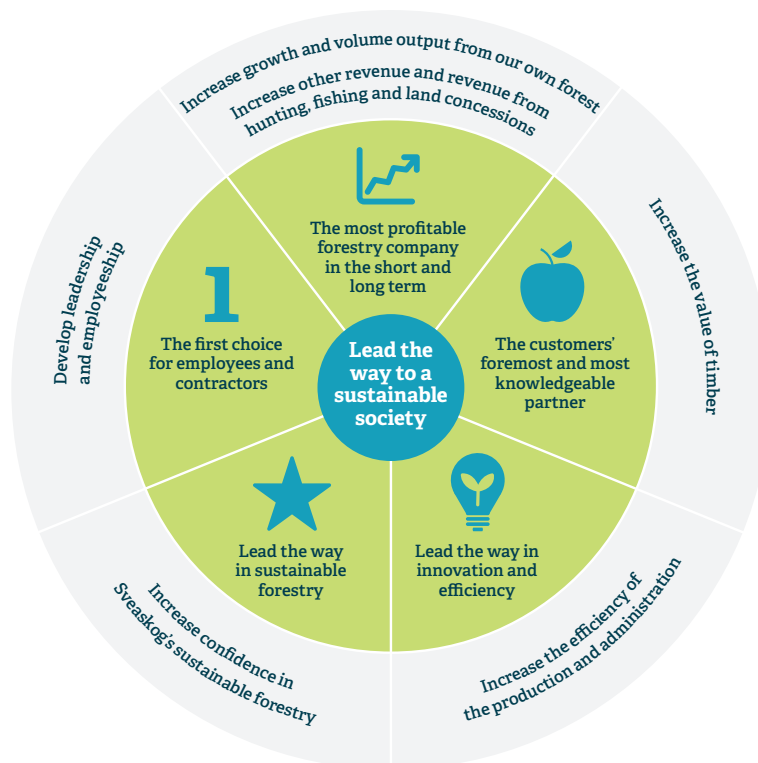 Increase growth and volume output from our own forest
Increase other revenue and revenue from
hunting, fishing and land concessions
The most profitable
forestry company
in the short and
long term
Increase the value of timber
The customers’
foremost and most
knowledgeable
partner
Increase the efficiency of
the production and administration
Lead the way in
innovation and
efficiency
Increase confidence in
Sveaskog’s sustainable forestry
Lead the way
in sustainable
forestry
Develop leadership
and employeeship
1
The first choice
for employees and
contractors
Lead the
way to a
sustainable
society